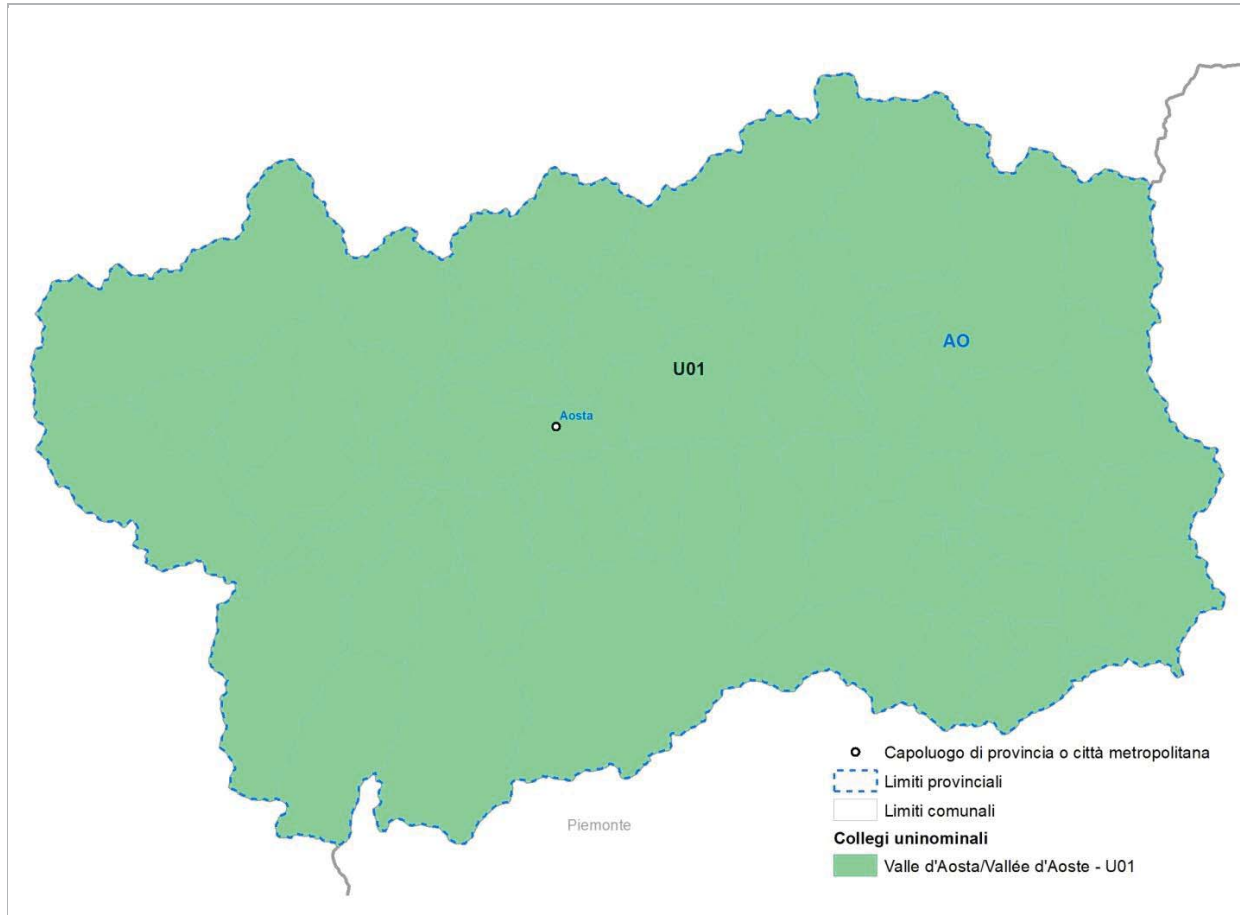 AO
U01
Aosta
Capoluogo di provincia o città metropolitana
Limiti provinciali
Limiti comunali
Collegi uninominali
Valle d'Aosta/Vallée d'Aoste - U01
Piemonte